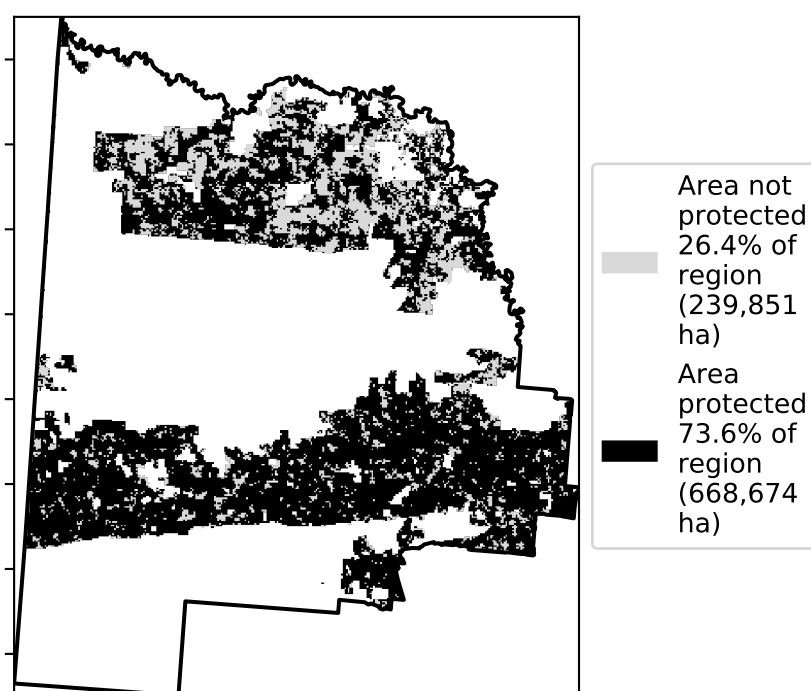 Area not
protected
26.4% of
region
(239,851
ha)
Area
protected
73.6% of
region
(668,674
ha)